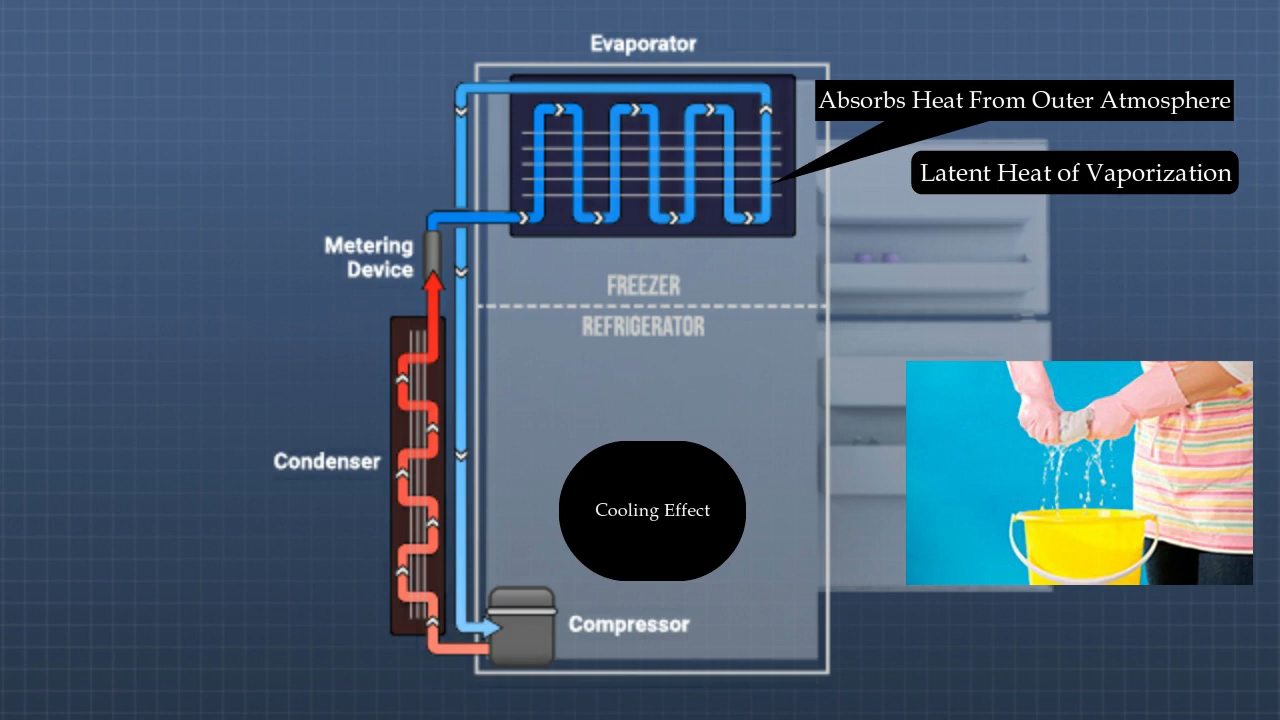 Evaporator
Absorbs Heat From Outer Atmosphere
Latent Heat of Vaporization
Metering
Device
FREEZER
REFRIGERATOR
Condenser
Cooling Effect
Compressor